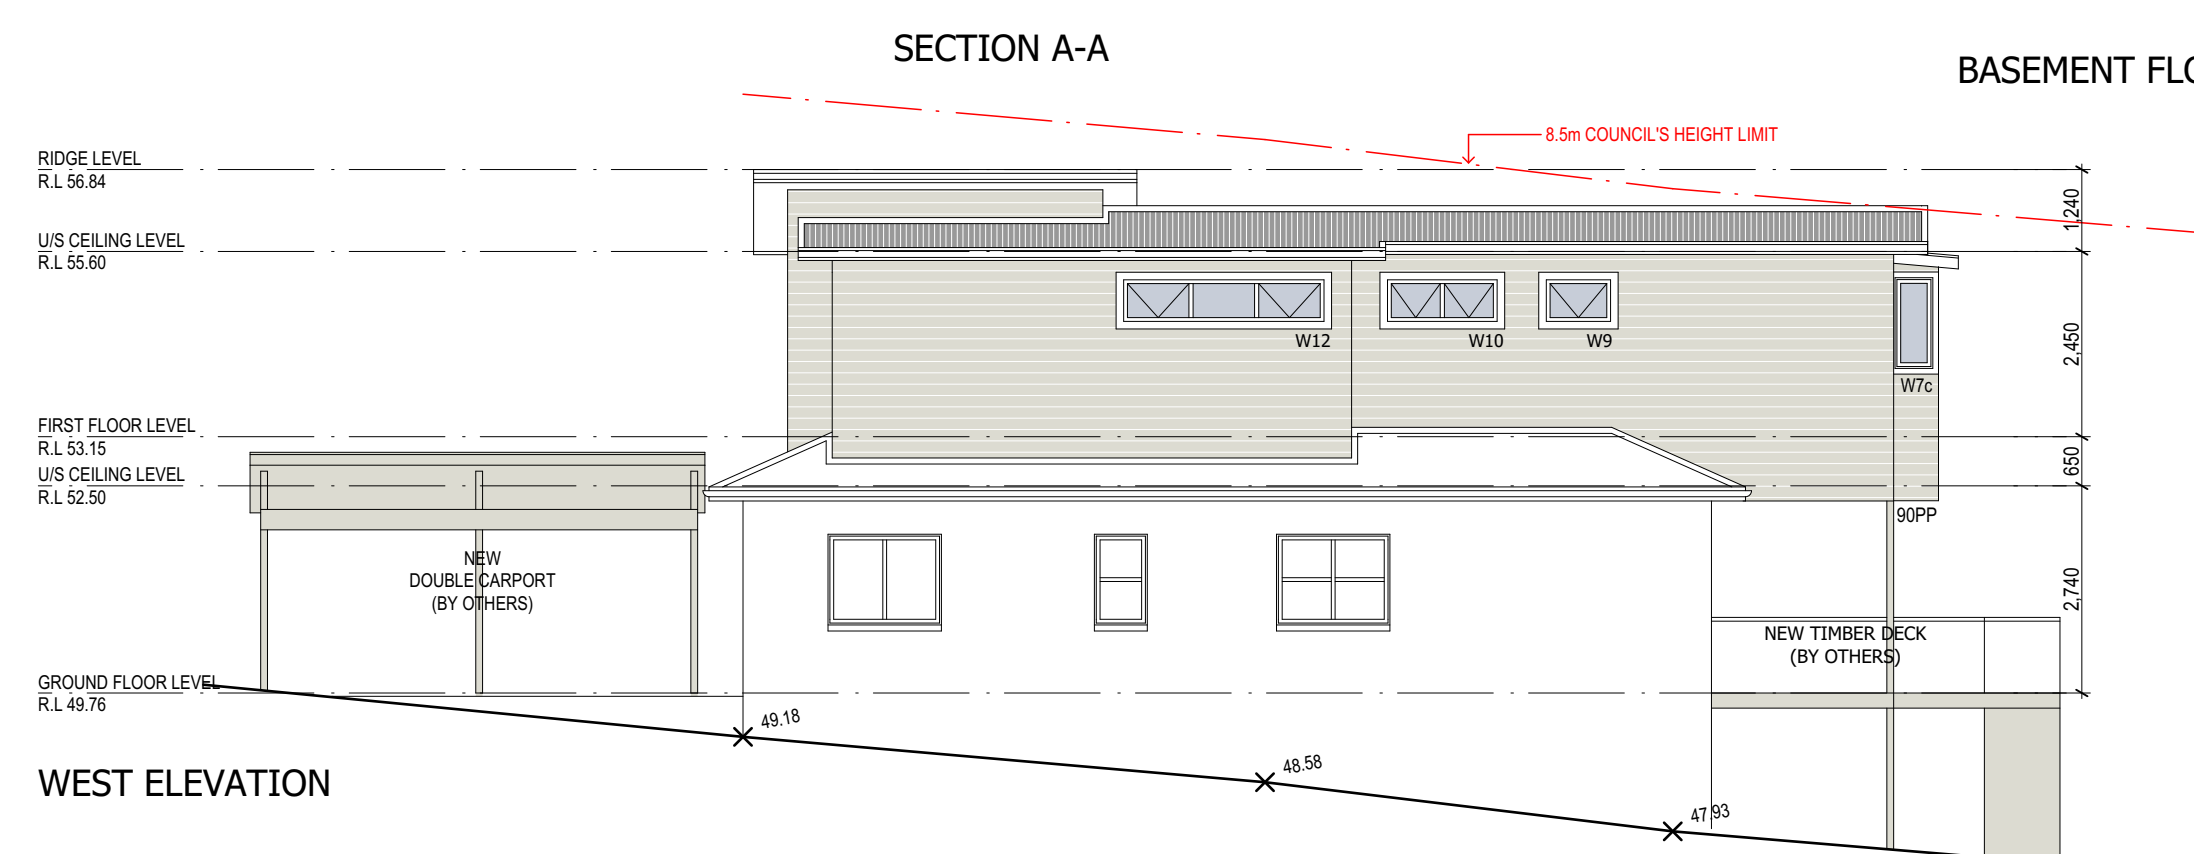 SECTION A-A
BASEMENT FLO
8.5m COUNCIL'S HEIGHT LIMIT
RIDGE LEVEL
R.L 56.84
1,240
U/S CEILING LEVEL
R.L 55.60
W12
W10
W9
2,450
W7c
FIRST FLOOR LEVEL
R.L 53.15
650
U/S CEILING LEVEL
R.L 52.50
90PP
NEW
DOUBLE CARPORT
(BY OTHERS)
2,740
NEW TIMBER DECK
(BY OTHERS)
GROUND FLOOR LEVEL
R.L 49.76
49.18
48.58
47.93
WEST ELEVATION